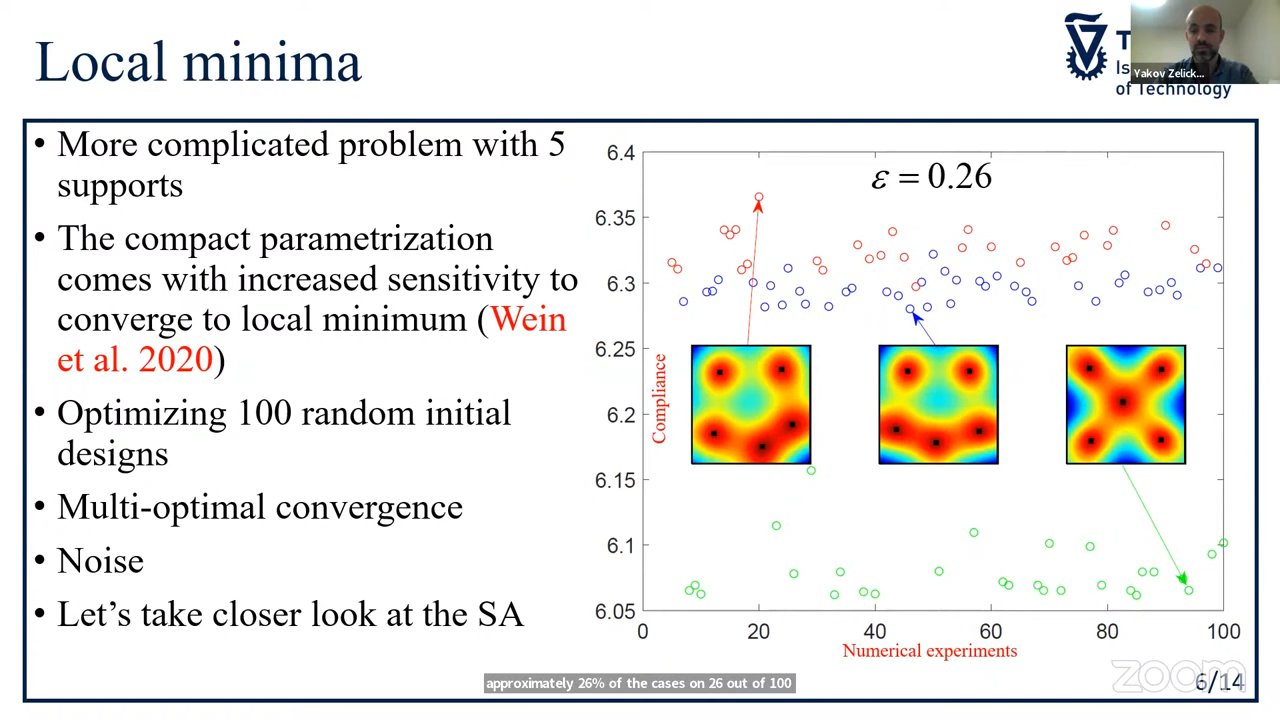 Local minima
T
Is
of Technology
Yakov Zelick...
• More complicated problem with 5
supports
• The compact parametrization
comes with increased sensitivity to
converge to local minimum (Wein
et al. 2020)
• Optimizing 100 random initial
designs
• Multi-optimal convergence
• Noise
• Let's take closer look at the SA
ε = 0.26
6.4
6.35
6.3
6.25
6.2
6.15
6.1
6.05
Compliance
0 20 40 60 80 100
Numerical experiments
approximately 26% of the cases on 26 out of 100
zoom
6/14